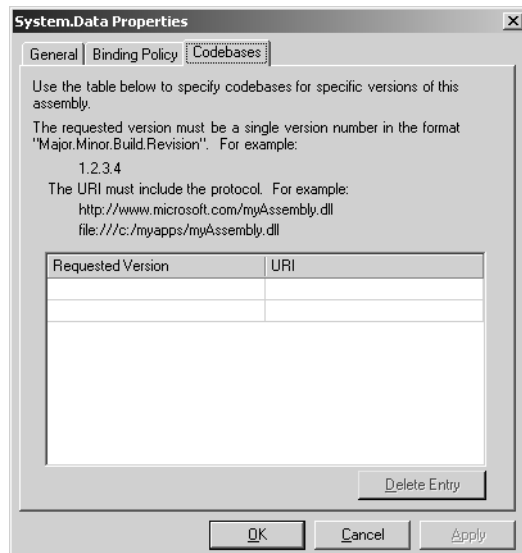 System.Data Properties
General
Binding Policy
Codebases
Use the table below to specify codebases for specific versions of this
assembly.
The requested version must be a single version number in the format
"Major.Minor.Build.Revision".  For example:
1.2.3.4
The URI must include the protocol.  For example:
http://www.microsoft.com/myAssembly.dll
file:///c:/myapps/myAssembly.dll
Requested Version
URI
Delete Entry
OK
Cancel
Apply